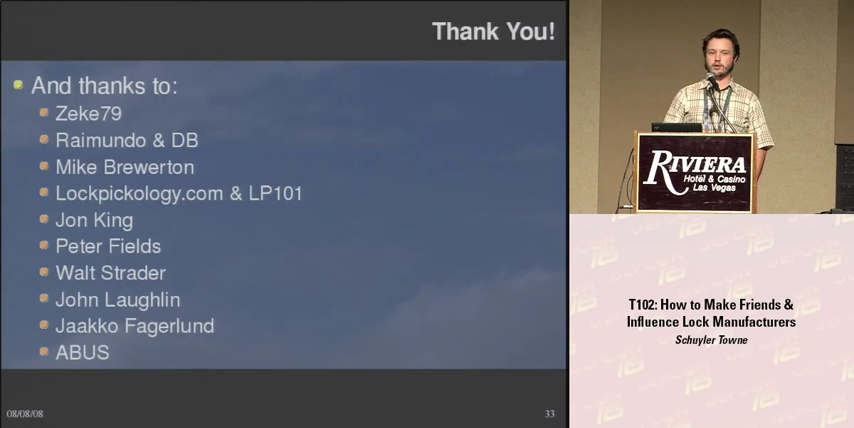 Thank You!
And thanks to:
Zeke79
Raimundo & DB
Mike Brewerton
Lockpickology.com & LP101
Jon King
Peter Fields
Walt Strader
John Laughlin
Jaakko Fagerlund
ABUS
08/08/08
33
RIVIERA
Hotel & Casino
Las Vegas
T102: How to Make Friends &
Influence Lock Manufacturers
Schuyler Towne